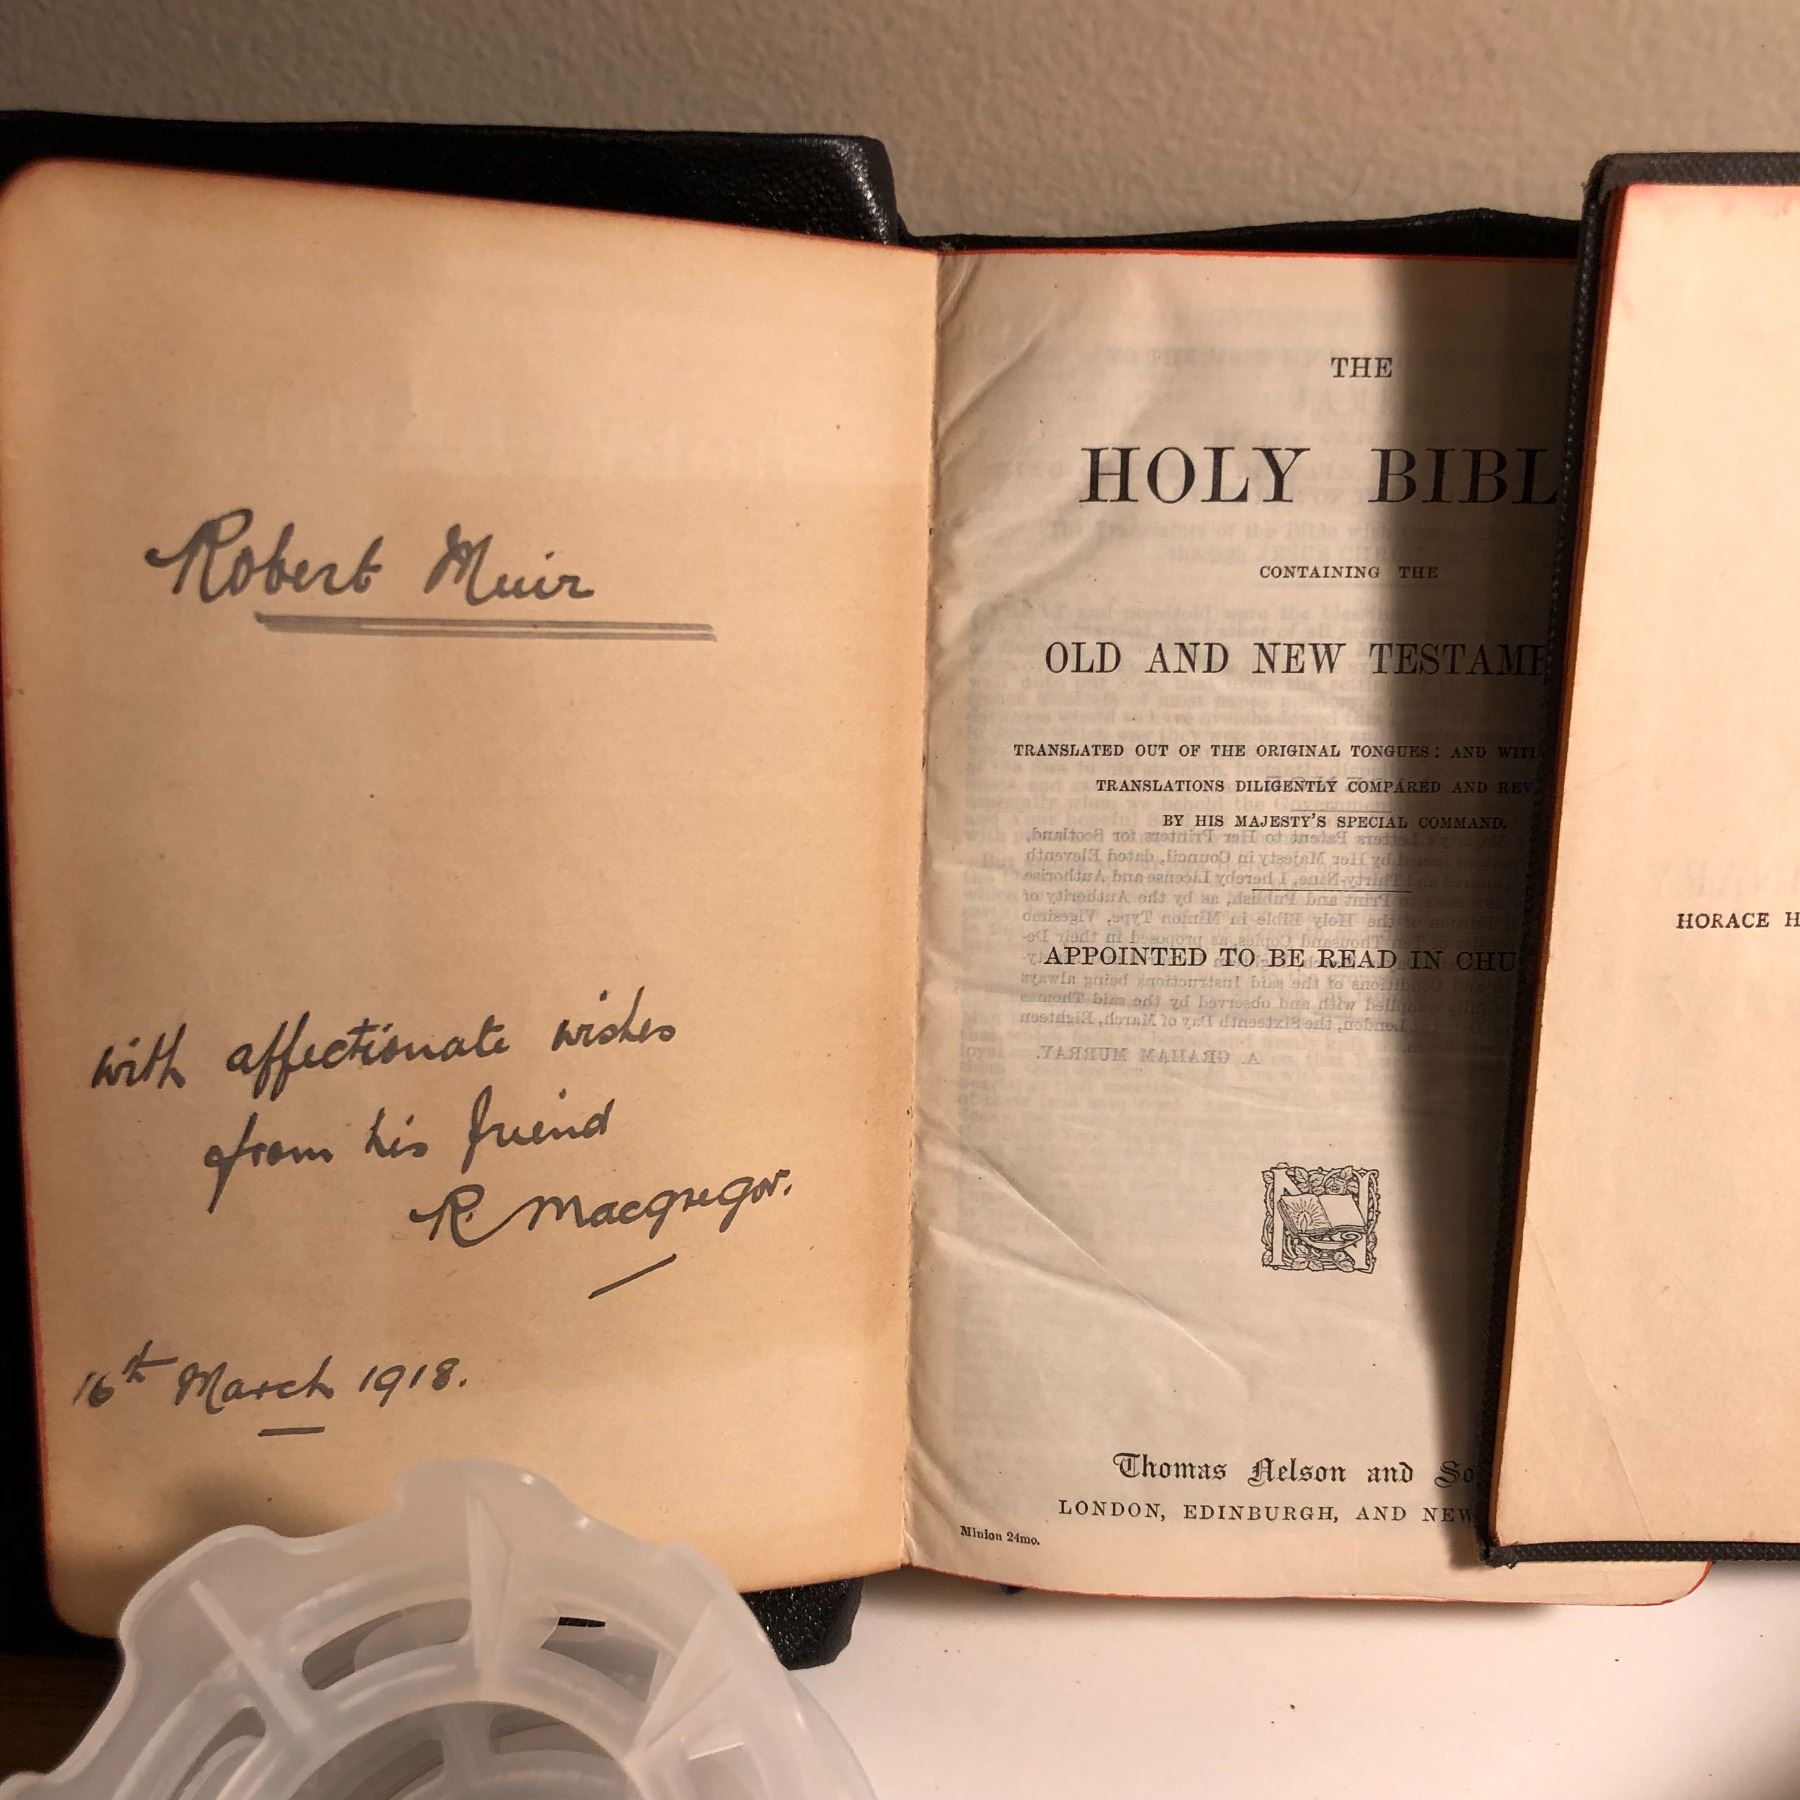 Robert Muir
with affectionate wishes
from his friend
R. Macgregor.
16th March 1918.
THE
HOLY BIBL
CONTAINING THE
OLD AND NEW TESTAME
TRANSLATED OUT OF THE ORIGINAL TONGUES: AND WITH
TRANSLATIONS DILIGENTLY COMPARED AND REV
BY HIS MAJESTY'S SPECIAL COMMAND.
APPOINTED TO BE READ IN CHU
Thomas Nelson and So
LONDON, EDINBURGH, AND NEW
Minion 24mo.
HORACE H